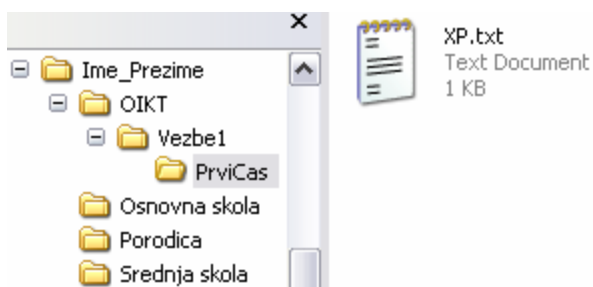 Ime_Prezime
OIKT
Vezbe1
PrviCas
Osnovna skola
Porodica
Srednja skola
XP.txt
Text Document
1 KB